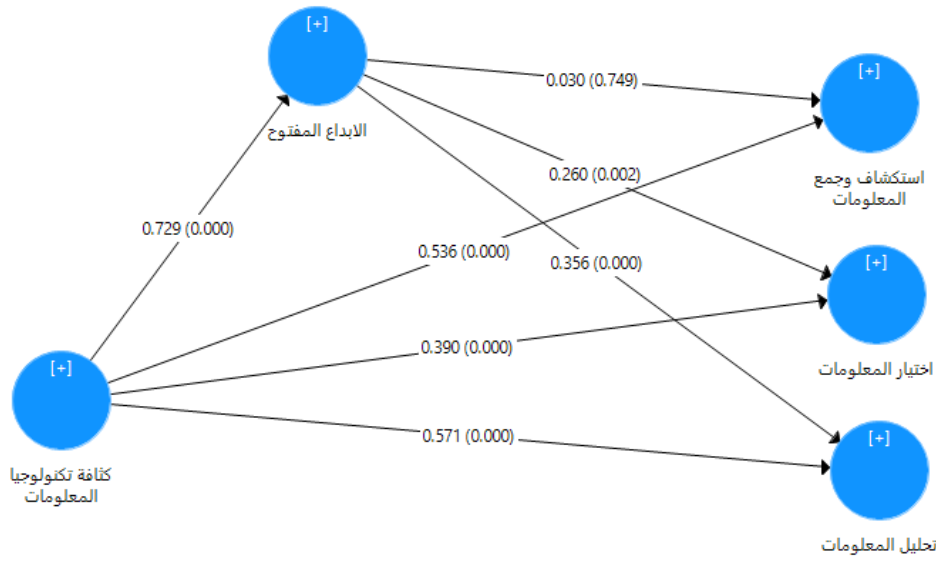 [+]
الابداع المفتوح
[+]
استكشاف وجمع
المعلومات
0.030 (0.749)
0.260 (0.002)
0.729 (0.000)
0.536 (0.000)
0.356 (0.000)
[+]
اختيار المعلومات
0.390 (0.000)
[+]
كثافة تكنولوجيا
المعلومات
0.571 (0.000)
[+]
تحليل المعلومات